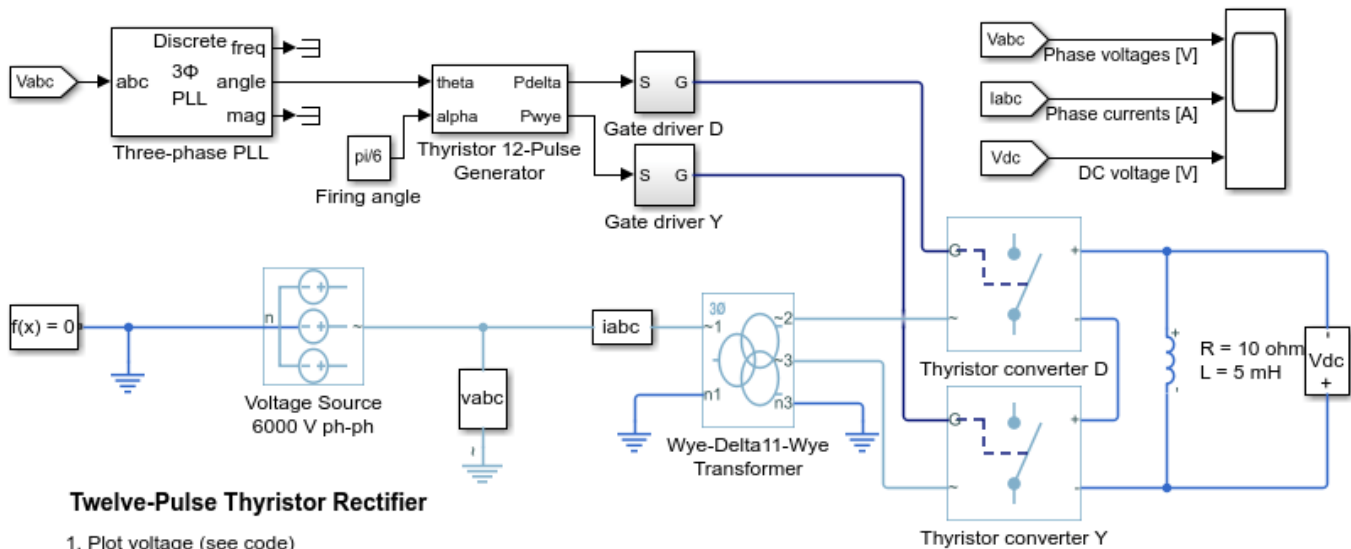 Discrete
freq
Vabc
abc
3Φ
PLL
angle
mag
Three-phase PLL
pi/6
Firing angle
theta
alpha
Pdelta
Pwye
Thyristor 12-Pulse
Generator
S
G
Gate driver D
S
G
Gate driver Y
Vabc
Phase voltages [V]
Iabc
Phase currents [A]
Vdc
DC voltage [V]
f(x) = 0
n
~
Voltage Source
6000 V ph-ph
vabc
~
iabc
3Ø
~1
~2
~3
n1
n3
Wye-Delta11-Wye
Transformer
G
+
~
-
Thyristor converter D
G
+
~
-
Thyristor converter Y
+
-
R = 10 ohm
L = 5 mH
-
Vdc
+
Twelve-Pulse Thyristor Rectifier
1. Plot voltage (see code)